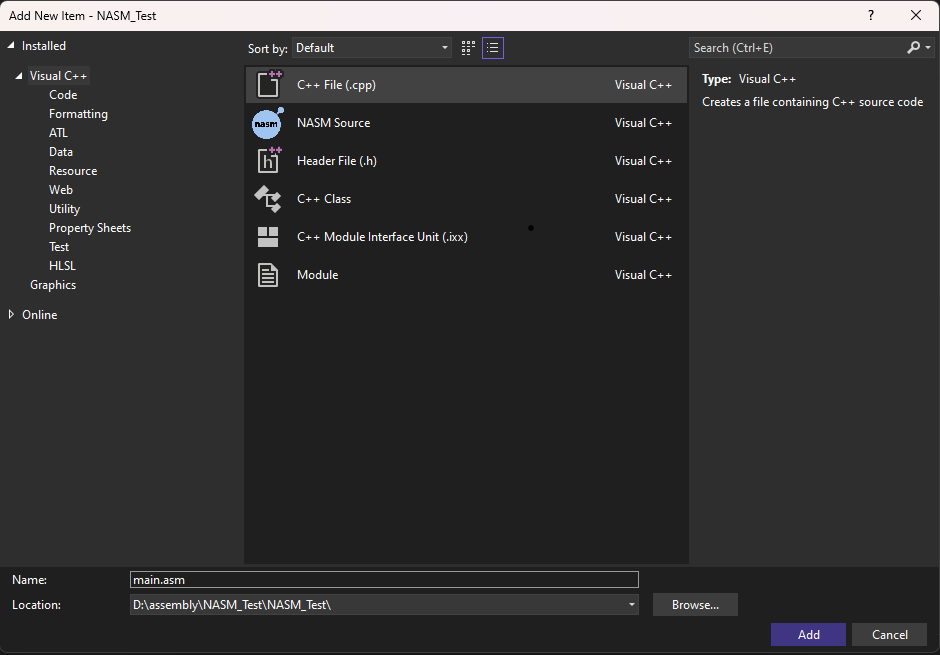 Add New Item - NASM_Test
?
Installed
Visual C++
Code
Formatting
ATL
Data
Resource
Web
Utility
Property Sheets
Test
HLSL
Graphics
Online
Sort by: Default
C++ File (.cpp) Visual C++
nasm NASM Source Visual C++
h Header File (.h) Visual C++
C++ Class Visual C++
C++ Module Interface Unit (.ixx) Visual C++
Module Visual C++
Search (Ctrl+E)
Type: Visual C++
Creates a file containing C++ source code
Name: main.asm
Location: D:\assembly\NASM_Test\NASM_Test\ Browse...
Add Cancel